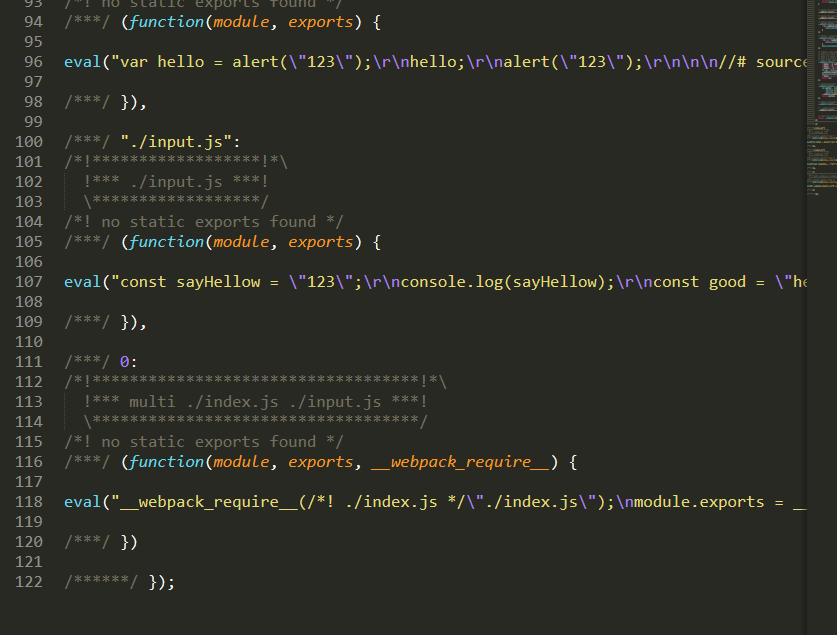 93 /*! no static exports found */
94 /***/ (function(module, exports) {
95
96 eval("var hello = alert(\"123\");\r\nhello;\r\nalert(\"123\");\r\n\n\n//# source
97
98 /***/ }),
99
100 /***/ "./input.js":
101 /*!******************!*\
102   !*** ./input.js ***!
103   \******************/
104 /*! no static exports found */
105 /***/ (function(module, exports) {
106
107 eval("const sayHellow = \"123\";\r\nconsole.log(sayHellow);\r\nconst good = \"he
108
109 /***/ }),
110
111 /***/ 0:
112 /*!***********************************!*\
113   !*** multi ./index.js ./input.js ***!
114   \***********************************/
115 /*! no static exports found */
116 /***/ (function(module, exports, __webpack_require__) {
117
118 eval("__webpack_require__(/*! ./index.js */\"./index.js\");\nmodule.exports = __
119
120 /***/ })
121
122 /******/ });